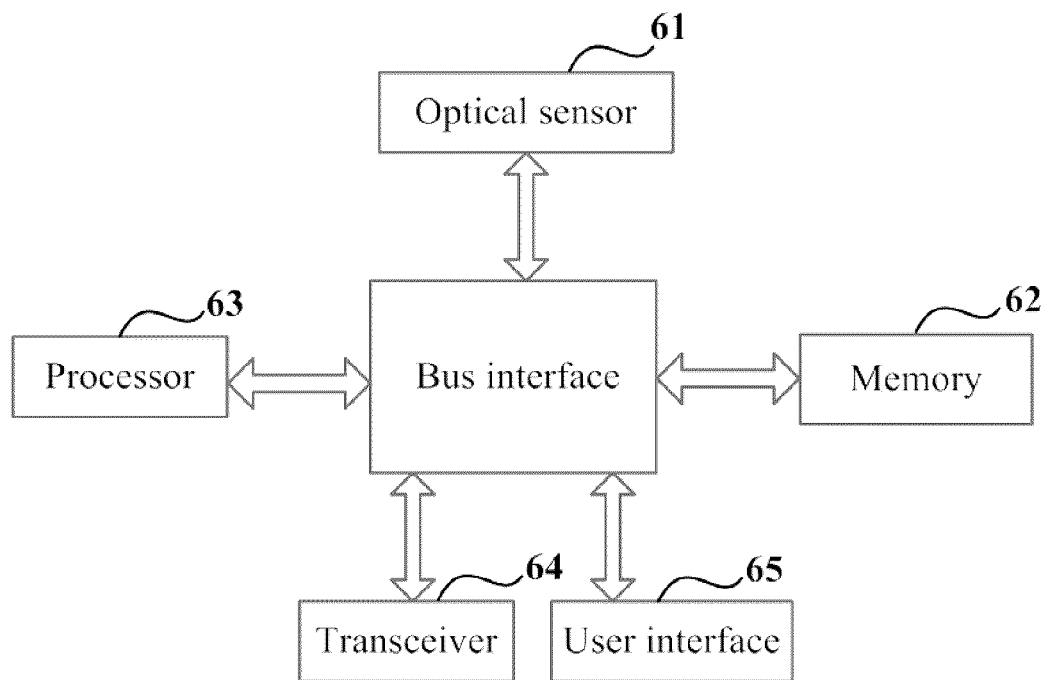 61
Optical sensor
63
Processor
Bus interface
62
Memory
64
Transceiver
65
User interface